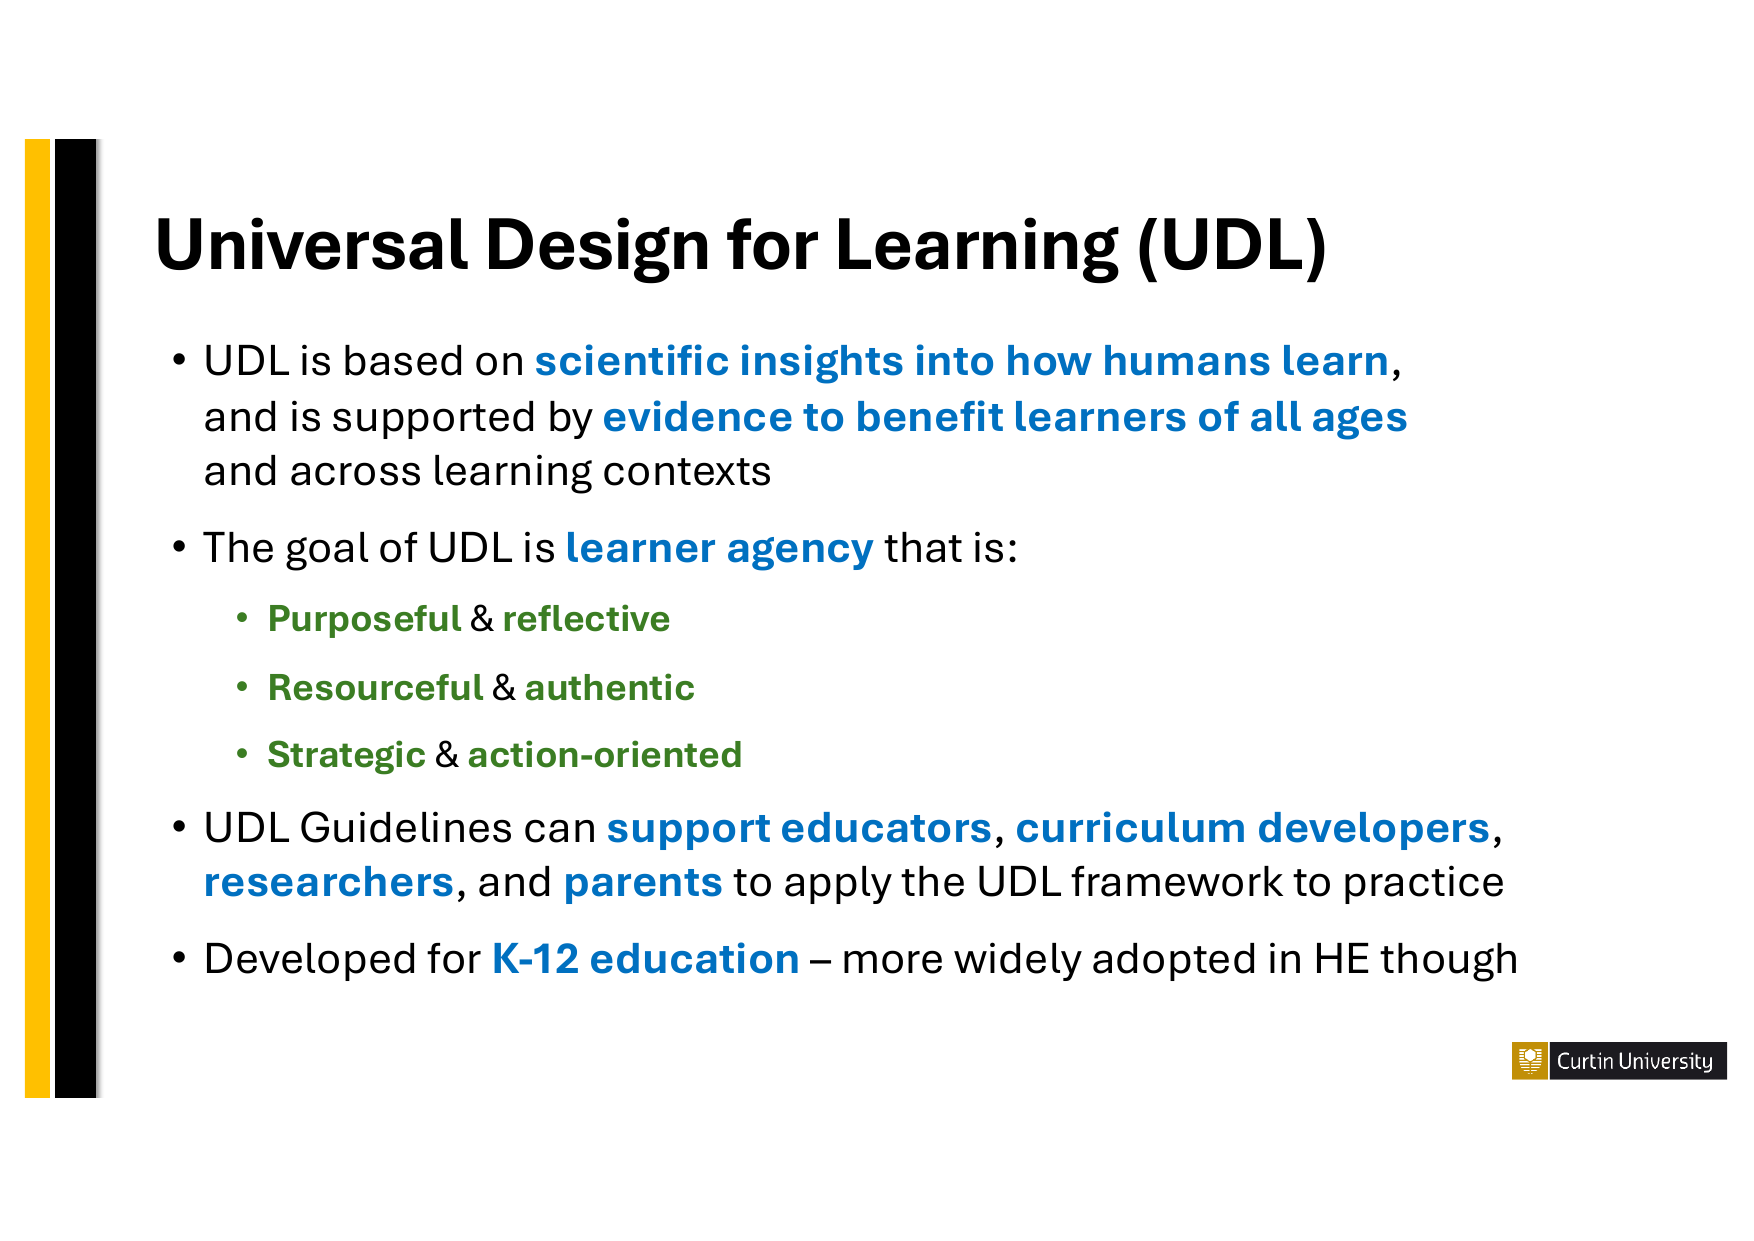 Universal Design for Learning (UDL)
• UDL is based on scientific insights into how humans learn,
and is supported by evidence to benefit learners of all ages
and across learning contexts
• The goal of UDL is learner agency that is:
• Purposeful & reflective
• Resourceful & authentic
• Strategic & action-oriented
• UDL Guidelines can support educators, curriculum developers,
researchers, and parents to apply the UDL framework to practice
• Developed for K-12 education – more widely adopted in HE though
Curtin University